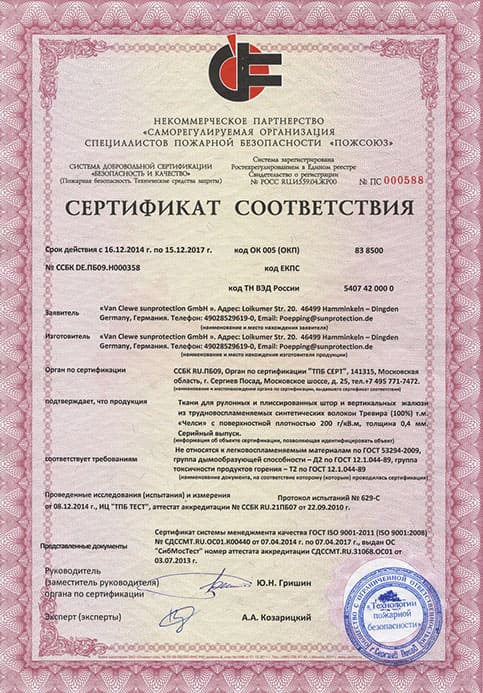 НЕКОММЕРЧЕСКОЕ ПАРТНЕРСТВО
«САМОРЕГУЛИРУЕМАЯ ОРГАНИЗАЦИЯ
СПЕЦИАЛИСТОВ ПОЖАРНОЙ БЕЗОПАСНОСТИ «ПОЖСОЮЗ»
СИСТЕМА ДОБРОВОЛЬНОЙ СЕРТИФИКАЦИИ
«БЕЗОПАСНОСТЬ И КАЧЕСТВО»
(Пожарная безопасность Технические средства защиты)
Система зарегистрирована
Ростехрегулированием в Едином реестре
Свидетельство о регистрации
№ РОСС RU.И559.04.ЖР00
№ ПС 000588
СЕРТИФИКАТ СООТВЕТСТВИЯ
Срок действия с 16.12.2014 г. по 15.12.2017 г. код ОК 005 (ОКП) 83 8500
№ ССБК DE.ПБ09.Н000358 код ЕКПС
код ТН ВЭД России 5407 42 000 0
Заявитель «Van Clewe sunprotection GmbH ». Адрес: Loikumer Str. 20. 46499 Hamminkeln – Dingden
Germany, Германия. Телефон: 49028529619-0, Email: Poepping@sunprotection.de
(наименование и место нахождения заявителя)
Изготовитель «Van Clewe sunprotection GmbH ». Адрес: Loikumer Str. 20. 46499 Hamminkeln – Dingden
Germany, Германия. Телефон: 49028529619-0, Email: Poepping@sunprotection.de
(наименование и место нахождения изготовителя продукции)
Орган по сертификации ССБК RU.ПБ09, Орган по сертификации "ТПБ СЕРТ", 141315, Московская
область, г. Сергиев Посад, Московское шоссе, 25, тел.+7 495 771-7472.
(наименование и местонахождение органа по сертификации, выдавшего сертификат соответствия)
подтверждает, что продукция Ткани для рулонных и плиссированных штор и вертикальных жалюзи
из трудновоспламеняемых синтетических волокон Тревира (100%) т.м.
«Челси» с поверхностной плотностью 200 г/кв.м, толщина 0,4 мм.
Серийный выпуск.
(информация об объекте сертификации, позволяющая идентифицировать объект)
соответствует требованиям Не относятся к легковоспламеняемым материалам по ГОСТ 53294-2009,
группа дымообразующей способности – Д2 по ГОСТ 12.1.044-89, группа
токсичности продуктов горения – Т2 по ГОСТ 12.1.044-89
(наименование документа, на соответствие которому (которым) проводилась сертификация)
Проведенные исследования (испытания) и измерения Протокол испытаний № 629-С
от 08.12.2014 г., ИЦ "ТПБ ТЕСТ", аттестат аккредитации № ССБК RU.21ПБ07 от 22.09.2010 г.
Представленные документы Сертификат системы менеджмента качества ГОСТ ISO 9001-2011 (ISO 9001:2008)
№ СДССМТ.RU.ОС01.К00440 от 07.04.2014 г. по 07.04.2017 г., выдан ОС
"СибМосТест" номер аттестата аккредитации СДССМТ.RU.31068.ОС01 от
03.07.2013 г.
Руководитель
(заместитель руководителя)
органа по сертификации
Ю.Н. Гришин
Эксперт (эксперты) А.А. Козарицкий
«Технологии
пожарной
безопасности»